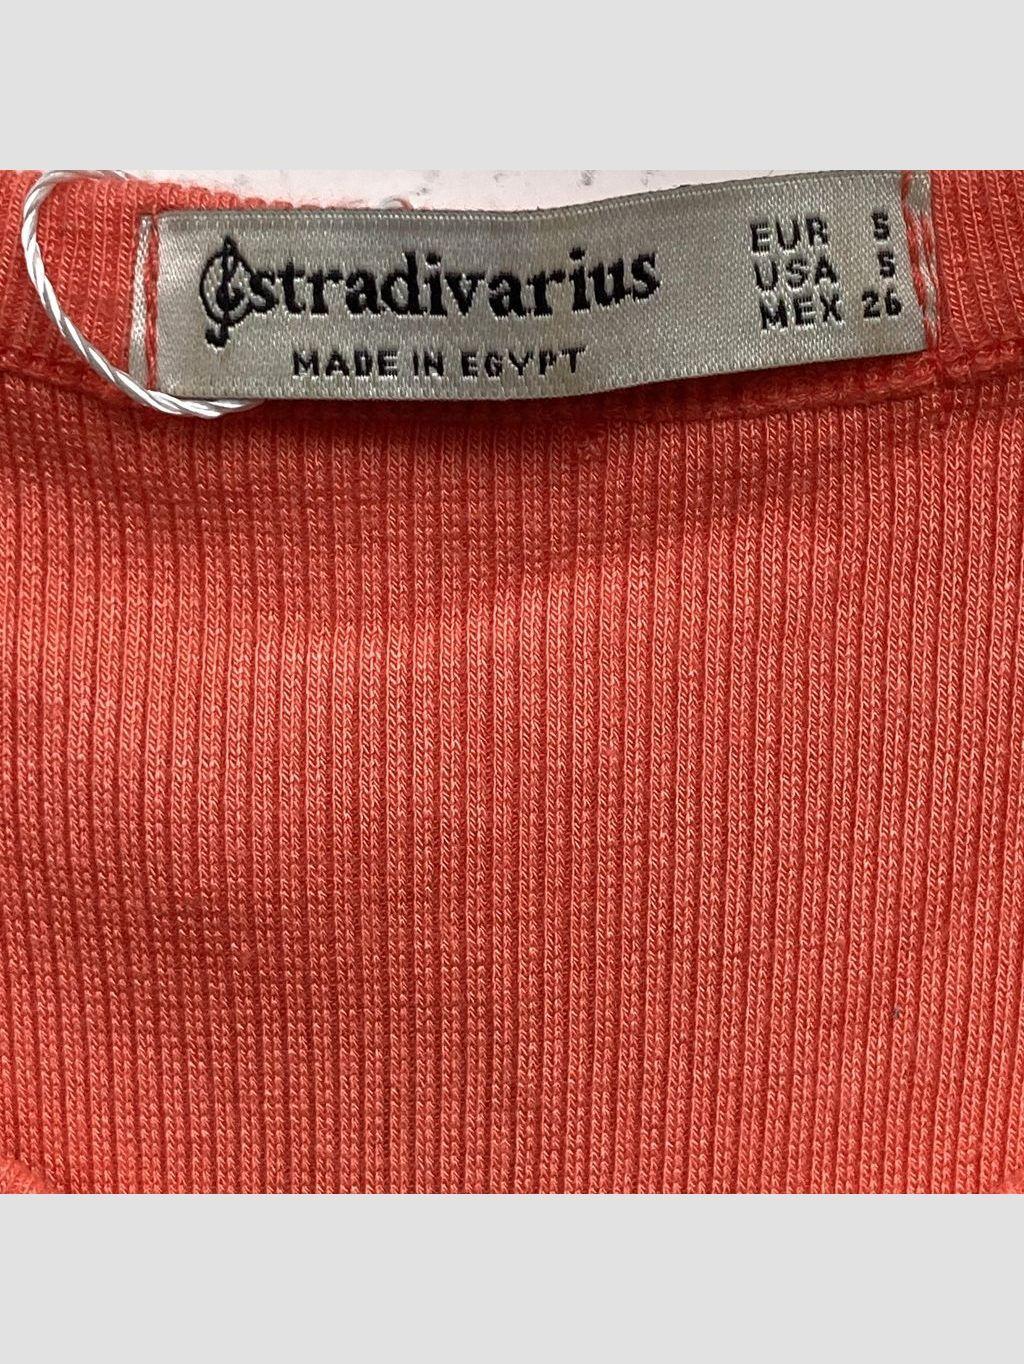 stradivarius
MADE IN EGYPT
EUR S
USA S
MEX 26